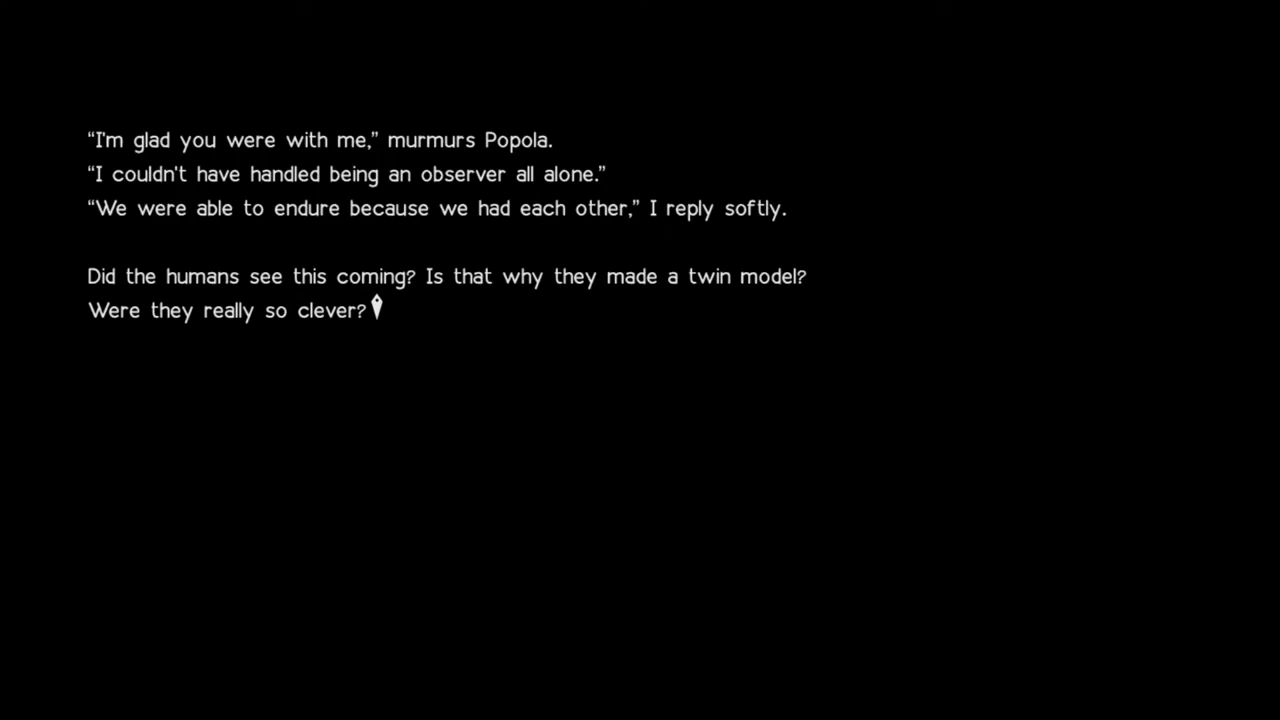 “I'm glad you were with me,” murmurs Popola.
“I couldn't have handled being an observer all alone.”
“We were able to endure because we had each other,” I reply softly.
Did the humans see this coming? Is that why they made a twin model?
Were they really so clever?